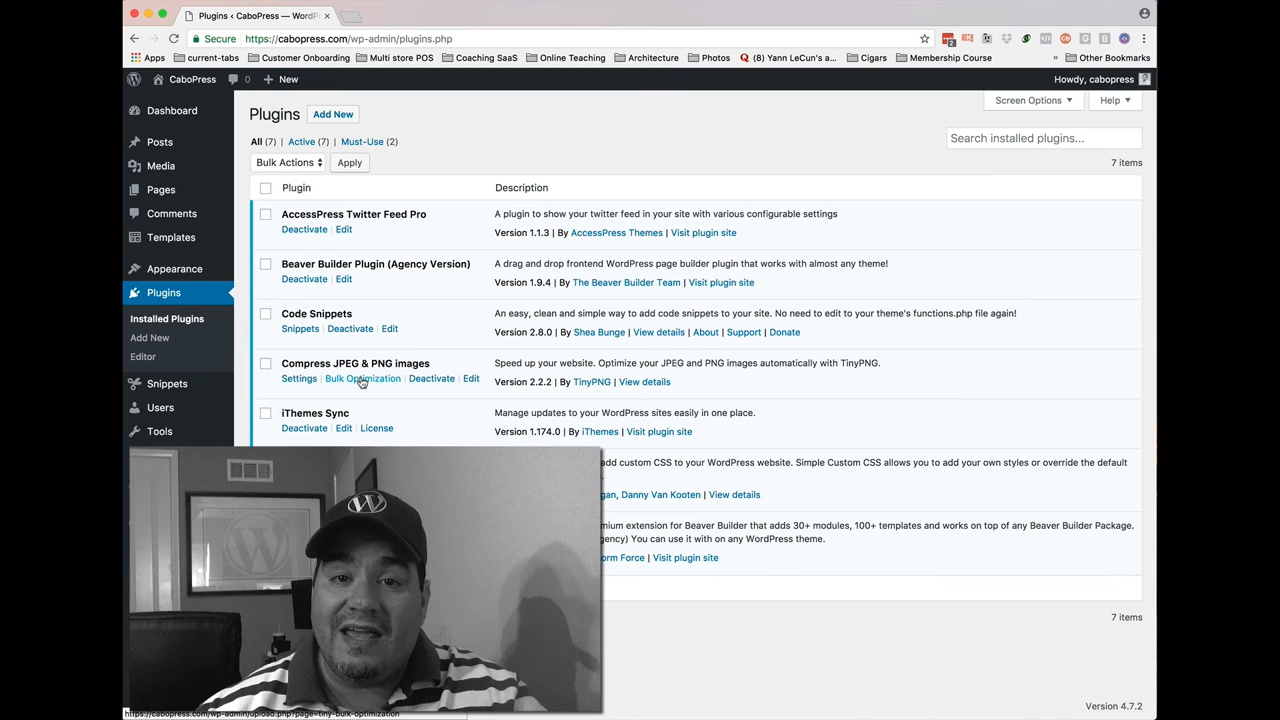 Plugins ‹ CaboPress — WordP
Secure https://cabopress.com/wp-admin/plugins.php
Apps current-tabs Customer Onboarding Multi store POS Coaching SaaS Online Teaching Architecture Photos (8) Yann LeCun's a... Cigars Membership Course » Other Bookmarks
CaboPress 0 New Howdy, cabopress
Dashboard
Posts
Media
Pages
Comments
Templates
Appearance
Plugins
Installed Plugins
Add New
Editor
Snippets
Users
Tools
Screen Options Help
Plugins Add New
All (7) | Active (7) | Must-Use (2)
Search installed plugins...
Bulk Actions Apply
7 items
Plugin Description
AccessPress Twitter Feed Pro
Deactivate | Edit
A plugin to show your twitter feed in your site with various configurable settings
Version 1.1.3 | By AccessPress Themes | Visit plugin site
Beaver Builder Plugin (Agency Version)
Deactivate | Edit
A drag and drop frontend WordPress page builder plugin that works with almost any theme!
Version 1.9.4 | By The Beaver Builder Team | Visit plugin site
Code Snippets
Snippets | Deactivate | Edit
An easy, clean and simple way to add code snippets to your site. No need to edit to your theme's functions.php file again!
Version 2.8.0 | By Shea Bunge | View details | About | Support | Donate
Compress JPEG & PNG images
Settings | Bulk Optimization | Deactivate | Edit
Speed up your website. Optimize your JPEG and PNG images automatically with TinyPNG.
Version 2.2.2 | By TinyPNG | View details
iThemes Sync
Deactivate | Edit | License
Manage updates to your WordPress sites easily in one place.
Version 1.174.0 | By iThemes | Visit plugin site
add custom CSS to your WordPress website. Simple Custom CSS allows you to add your own styles or override the default
gan, Danny Van Kooten | View details
mium extension for Beaver Builder that adds 30+ modules, 100+ templates and works on top of any Beaver Builder Package.
gency) You can use it with on any WordPress theme.
orm Force | Visit plugin site
7 items
Version 4.7.2
https://cabopress.com/wp-admin/upload.php?page=tiny-bulk-optimization